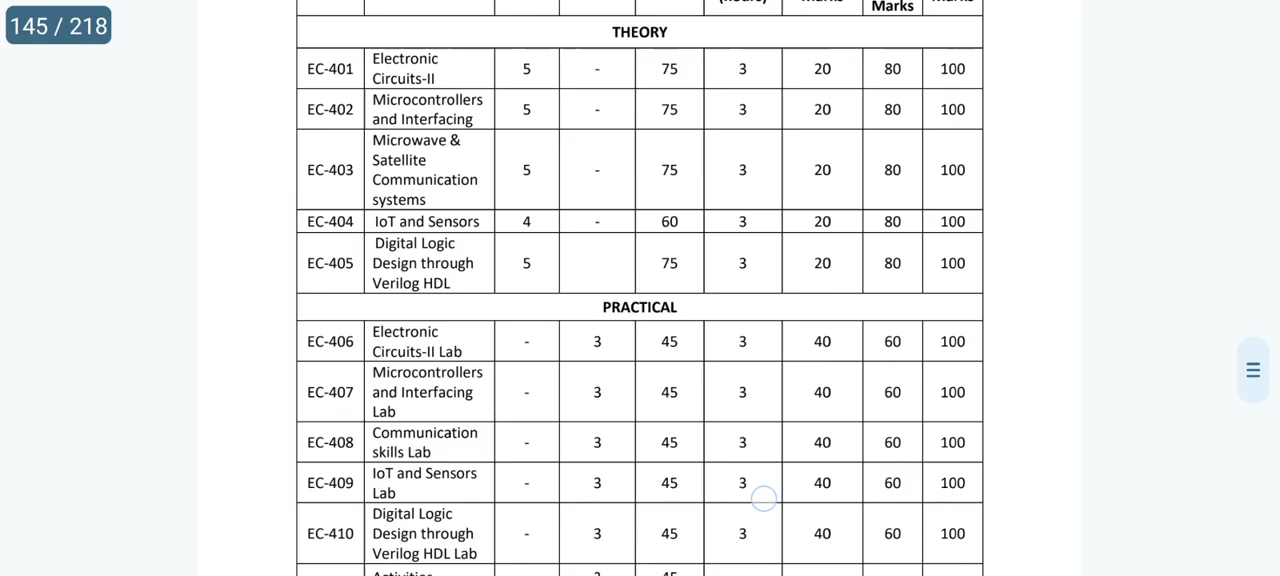 145 / 218
(hours) Marks Marks Marks
THEORY
EC-401 Electronic Circuits-II 5 - 75 3 20 80 100
EC-402 Microcontrollers and Interfacing 5 - 75 3 20 80 100
EC-403 Microwave & Satellite Communication systems 5 - 75 3 20 80 100
EC-404 IoT and Sensors 4 - 60 3 20 80 100
EC-405 Digital Logic Design through Verilog HDL 5 75 3 20 80 100
PRACTICAL
EC-406 Electronic Circuits-II Lab - 3 45 3 40 60 100
EC-407 Microcontrollers and Interfacing Lab - 3 45 3 40 60 100
EC-408 Communication skills Lab - 3 45 3 40 60 100
EC-409 IoT and Sensors Lab - 3 45 3 40 60 100
EC-410 Digital Logic Design through Verilog HDL Lab - 3 45 3 40 60 100
Activities 3 45